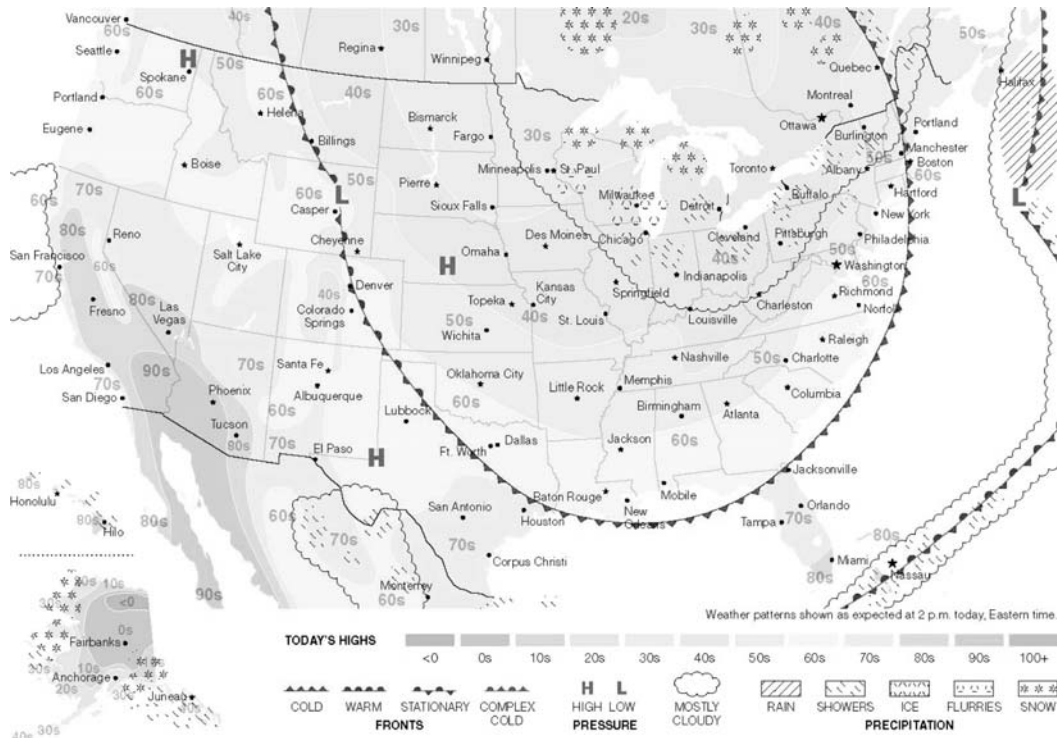 Vancouver
60s
40s
30s
20s
40s
50s
Seattle
H
50s
Regina
Winnipeg
Quebec
Halifax
Spokane
Portland
60s
60s
Helena
40s
Bismarck
Fargo
30s
Montreal
Ottawa
Burlington
Portland
Eugene
Billings
Manchester
Boise
50s
Minneapolis
St. Paul
Toronto
Albany
Boston
60s
70s
60s
L
Pierre
Milwaukee
Detroit
Buffalo
Hartford
L
Casper
Sioux Falls
New York
80s
Reno
Cheyenne
Des Moines
Chicago
Cleveland
Pittsburgh
Philadelphia
San Francisco
60s
Salt Lake
City
Omaha
H
40s
50s
Washington
70s
Denver
Kansas
City
Indianapolis
60s
80s
40s
Springfield
Richmond
Fresno
Las
Vegas
Colorado
Springs
Topeka
40s
Charleston
Norfolk
50s
Wichita
St. Louis
Louisville
Raleigh
Los Angeles
90s
70s
Santa Fe
70s
Nashville
50s
Charlotte
70s
San Diego
Phoenix
Albuquerque
Oklahoma City
Little Rock
Memphis
Columbia
60s
Lubbock
60s
Birmingham
Atlanta
Tucson
90s
70s
El Paso
H
Ft. Worth
Dallas
Jackson
60s
Jacksonville
80s
Honolulu
80s
Hilo
80s
60s
San Antonio
Houston
Baton Rouge
New
Orleans
Mobile
Tampa
70s
Orlando
70s
70s
Corpus Christi
Miami
80s
80s
Nassau
90s
Monterrey
60s
10s
<0
Weather patterns shown as expected at 2 p.m. today, Eastern time.
Fairbanks
0s
TODAY'S HIGHS
<0 0s 10s 20s 30s 40s 50s 60s 70s 80s 90s 100+
Anchorage
10s
20s
Juneau
30s
40s
H L
COLD WARM STATIONARY COMPLEX
COLD
HIGH LOW
MOSTLY
CLOUDY
RAIN SHOWERS ICE FLURRIES SNOW
FRONTS PRESSURE PRECIPITATION